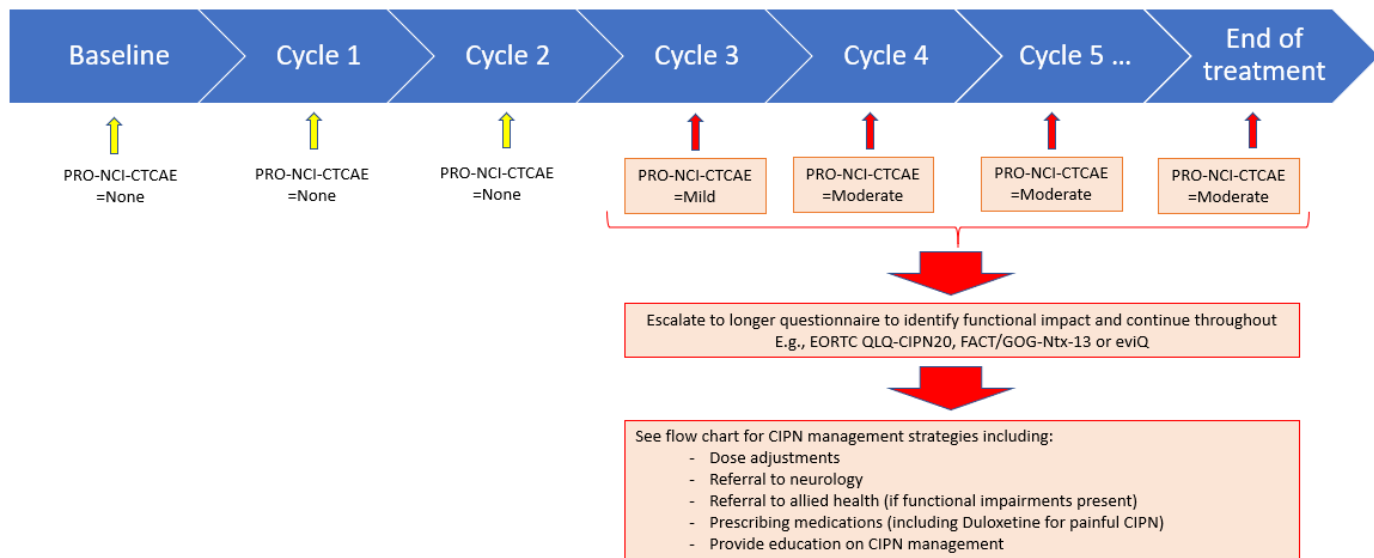 Baseline
Cycle 1
Cycle 2
Cycle 3
Cycle 4
Cycle 5 ...
End of
treatment
PRO-NCI-CTCAE
=None
PRO-NCI-CTCAE
=None
PRO-NCI-CTCAE
=None
PRO-NCI-CTCAE
=Mild
PRO-NCI-CTCAE
=Moderate
PRO-NCI-CTCAE
=Moderate
PRO-NCI-CTCAE
=Moderate
Escalate to longer questionnaire to identify functional impact and continue throughout
E.g., EORTC QLQ-CIPN20, FACT/GOG-Ntx-13 or eviQ
See flow chart for CIPN management strategies including:
- Dose adjustments
- Referral to neurology
- Referral to allied health (if functional impairments present)
- Prescribing medications (including Duloxetine for painful CIPN)
- Provide education on CIPN management